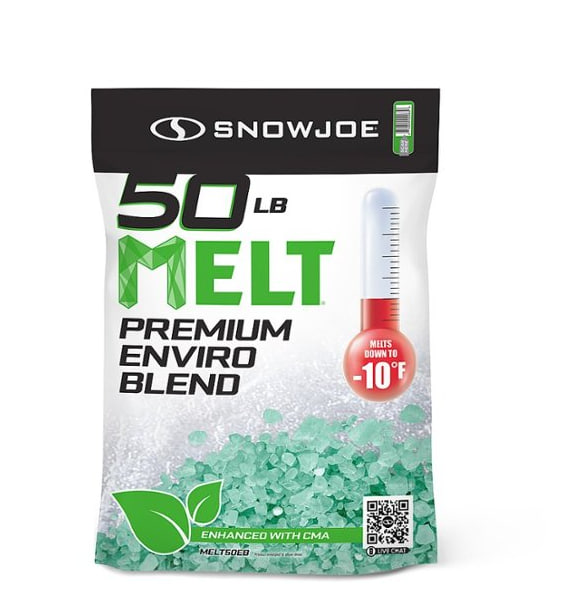 SNOWJOE
50 LB
MELT
PREMIUM
ENVIRO
BLEND
MELTS
DOWN TO
-10°F
ENHANCED WITH CMA
MELT50EB
LIVE CHAT